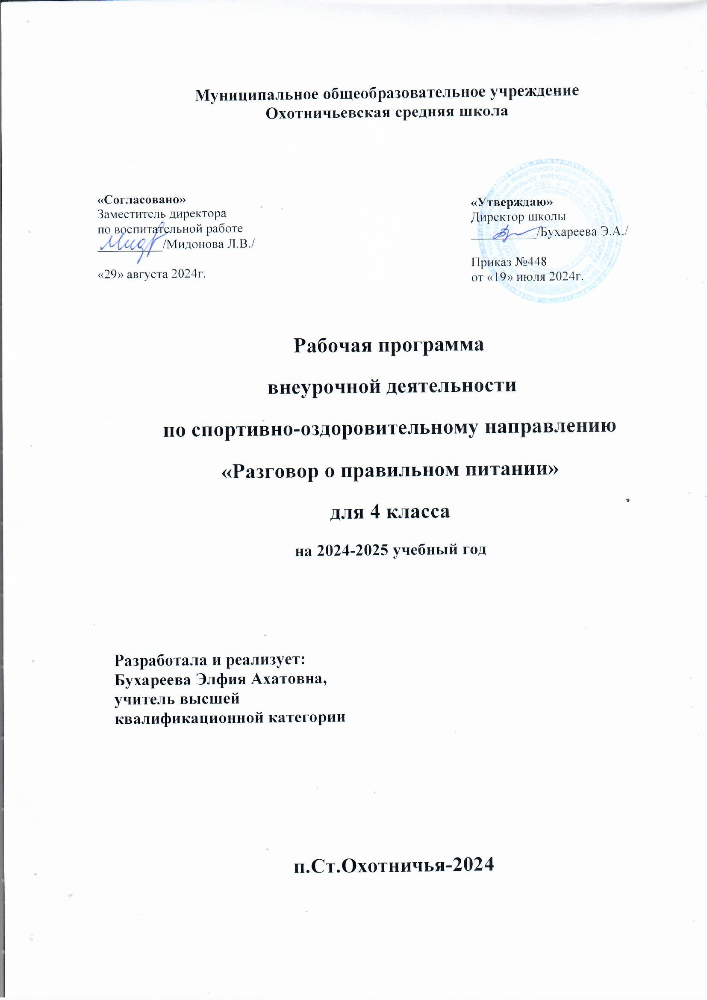 Муниципальное общеобразовательное учреждение
Охотничьевская средняя школа
«Согласовано»
Заместитель директора
по воспитательной работе
/Мидонова Л.В./
«29» августа 2024г.
«Утверждаю»
Директор школы
/Бухареева Э.А./
Приказ №448
от «19» июля 2024г.
Рабочая программа
внеурочной деятельности
по спортивно-оздоровительному направлению
«Разговор о правильном питании»
для 4 класса
на 2024-2025 учебный год
Разработала и реализует:
Бухареева Элфия Ахатовна,
учитель высшей
квалификационной категории
п.Ст.Охотничья-2024